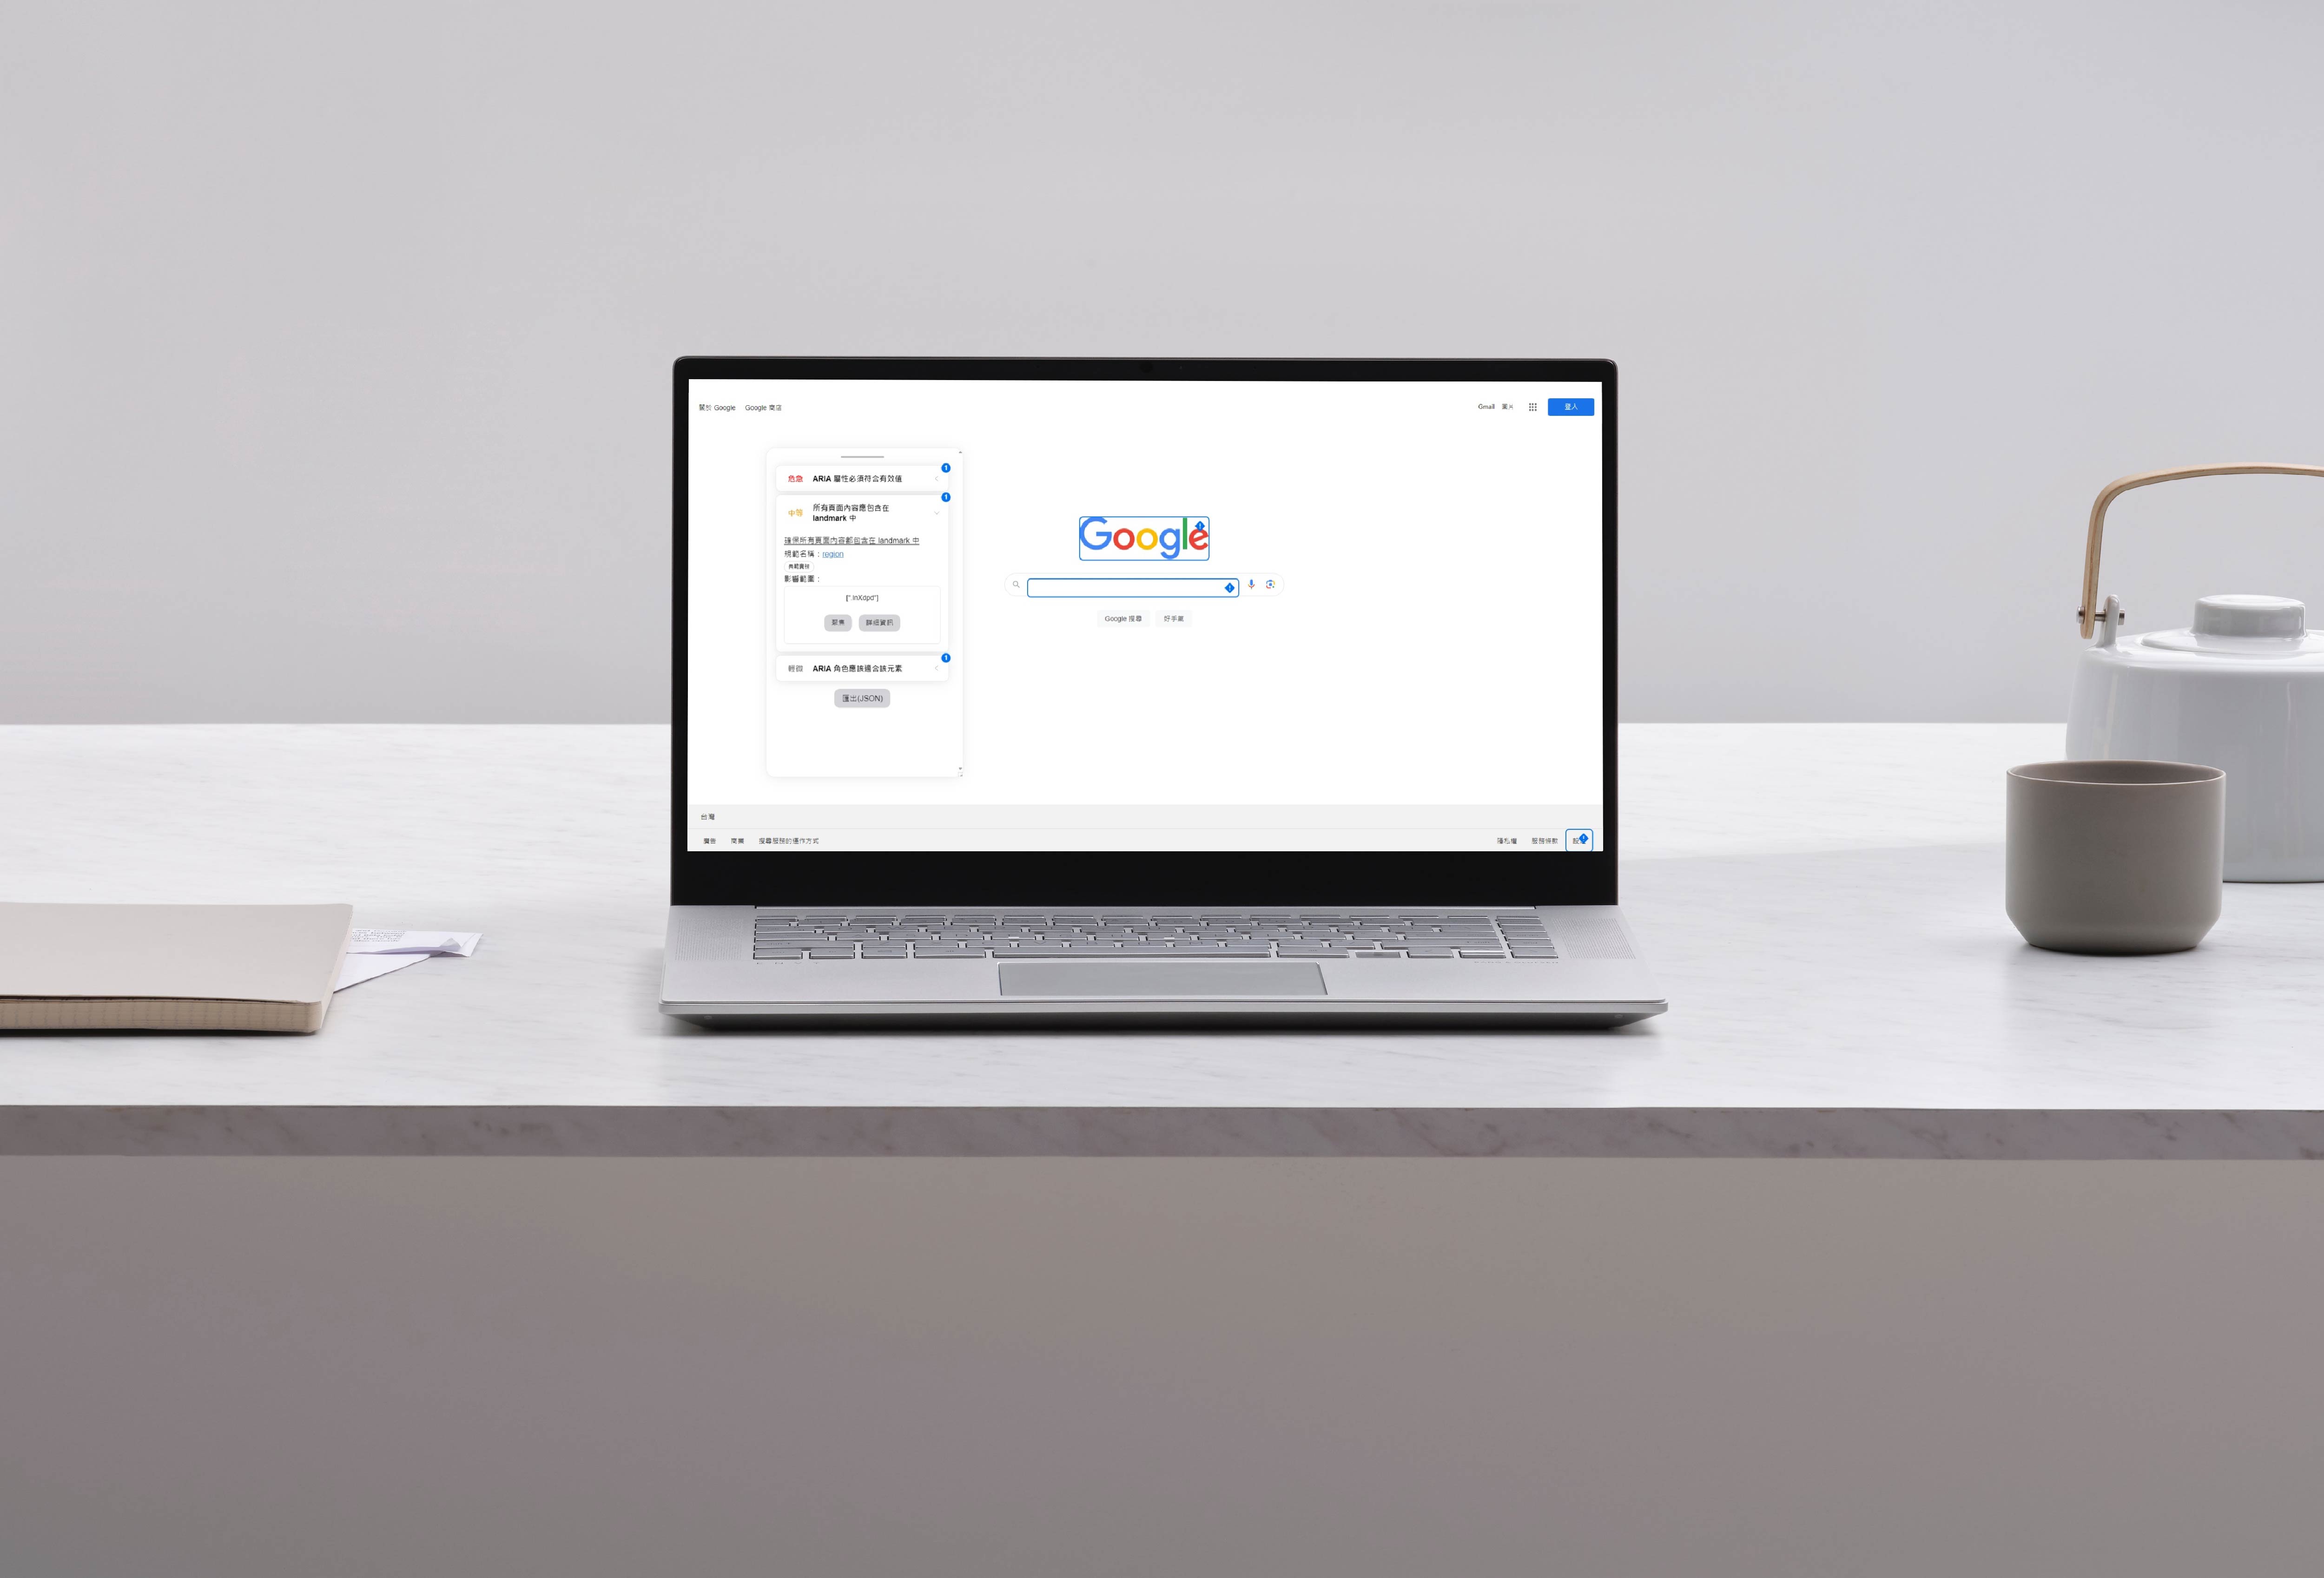 關於 Google Google 商店
Gmail 圖片 登入
危急 ARIA 屬性必須符合有效值 1
中等 所有頁面內容應包含在 1
landmark 中
確保所有頁面內容都包含在 landmark 中
規範名稱：region
典範實務
影響範圍：
[".lnXdpd"]
聚焦 詳細資訊
輕微 ARIA 角色應該適合該元素 1
匯出(JSON)
Google
Google 搜尋 好手氣
台灣
廣告 商業 搜尋服務的運作方式
隱私權 服務條款